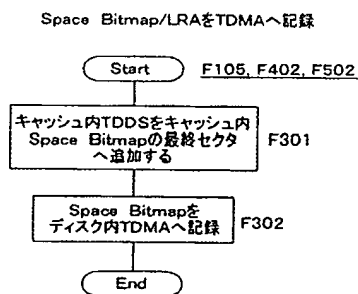 Space Bitmap/LRAをTDMAへ記録
Start
F105, F402, F502
キャッシュ内TDDSをキャッシュ内
Space Bitmapの最終セクタ
へ追加する
F301
Space Bitmapを
ディスク内TDMAへ記録
F302
End